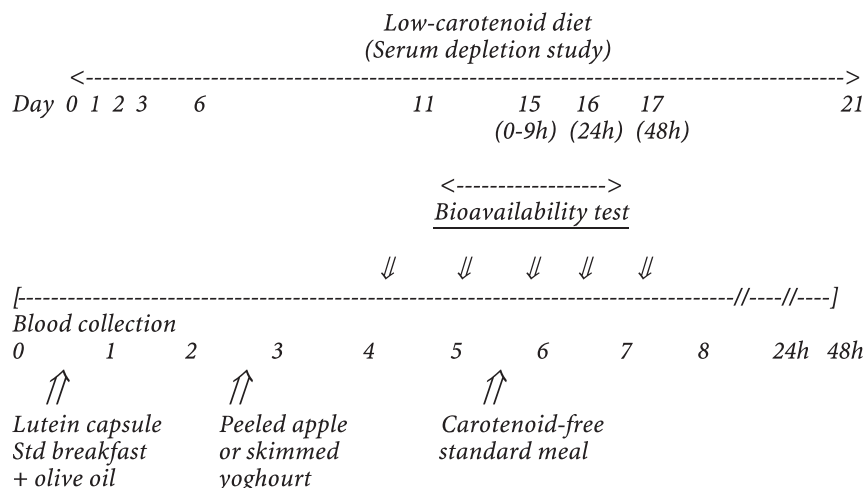 Low-carotenoid diet
(Serum depletion study)
<---------------------------------------------------------------------------------------->
Day 0 1 2 3 6 11 15 16 17 21
(0-9h) (24h) (48h)
<------------------->
Bioavailability test
⇓ ⇓ ⇓ ⇓ ⇓
[--------------------------------------------------------------------------------//----//----]
Blood collection
0 1 2 3 4 5 6 7 8 24h 48h
⇑ ⇑ ⇑
Lutein capsule Peeled apple Carotenoid-free
Std breakfast or skimmed standard meal
+ olive oil yoghourt